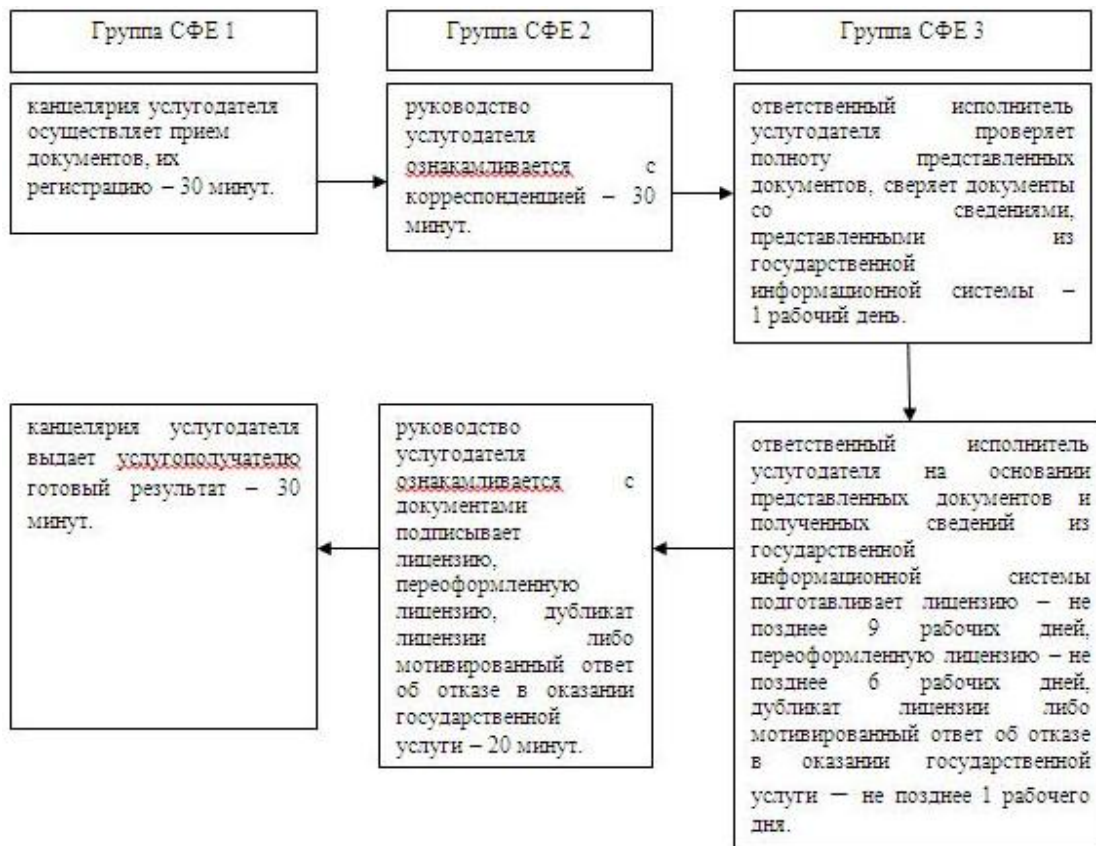 Группа СФЕ 1
Группа СФЕ 2
Группа СФЕ 3
канцелярия услугодателя
осуществляет прием
документов, их
регистрацию – 30 минут.
руководство
услугодателя
ознакамливается с
корреспонденцией – 30
минут.
ответственный исполнитель
услугодателя проверяет
полноту представленных
документов, сверяет документы
со сведениями,
представленными из
государственной
информационной системы –
1 рабочий день.
канцелярия услугодателя
выдает услугополучателю
готовый результат – 30
минут.
руководство
услугодателя
ознакамливается с
документами
подписывает
лицензию,
переоформленную
лицензию, дубликат
лицензии либо
мотивированный ответ
об отказе в оказании
государственной
услуги – 20 минут.
ответственный исполнитель
услугодателя на основании
представленных документов и
полученных сведений из
государственной
информационной системы
подготавливает лицензию – не
позднее 9 рабочих дней,
переоформленную лицензию – не
позднее 6 рабочих дней,
дубликат лицензии либо
мотивированный ответ об отказе
в оказании государственной
услуги – не позднее 1 рабочего
дня.